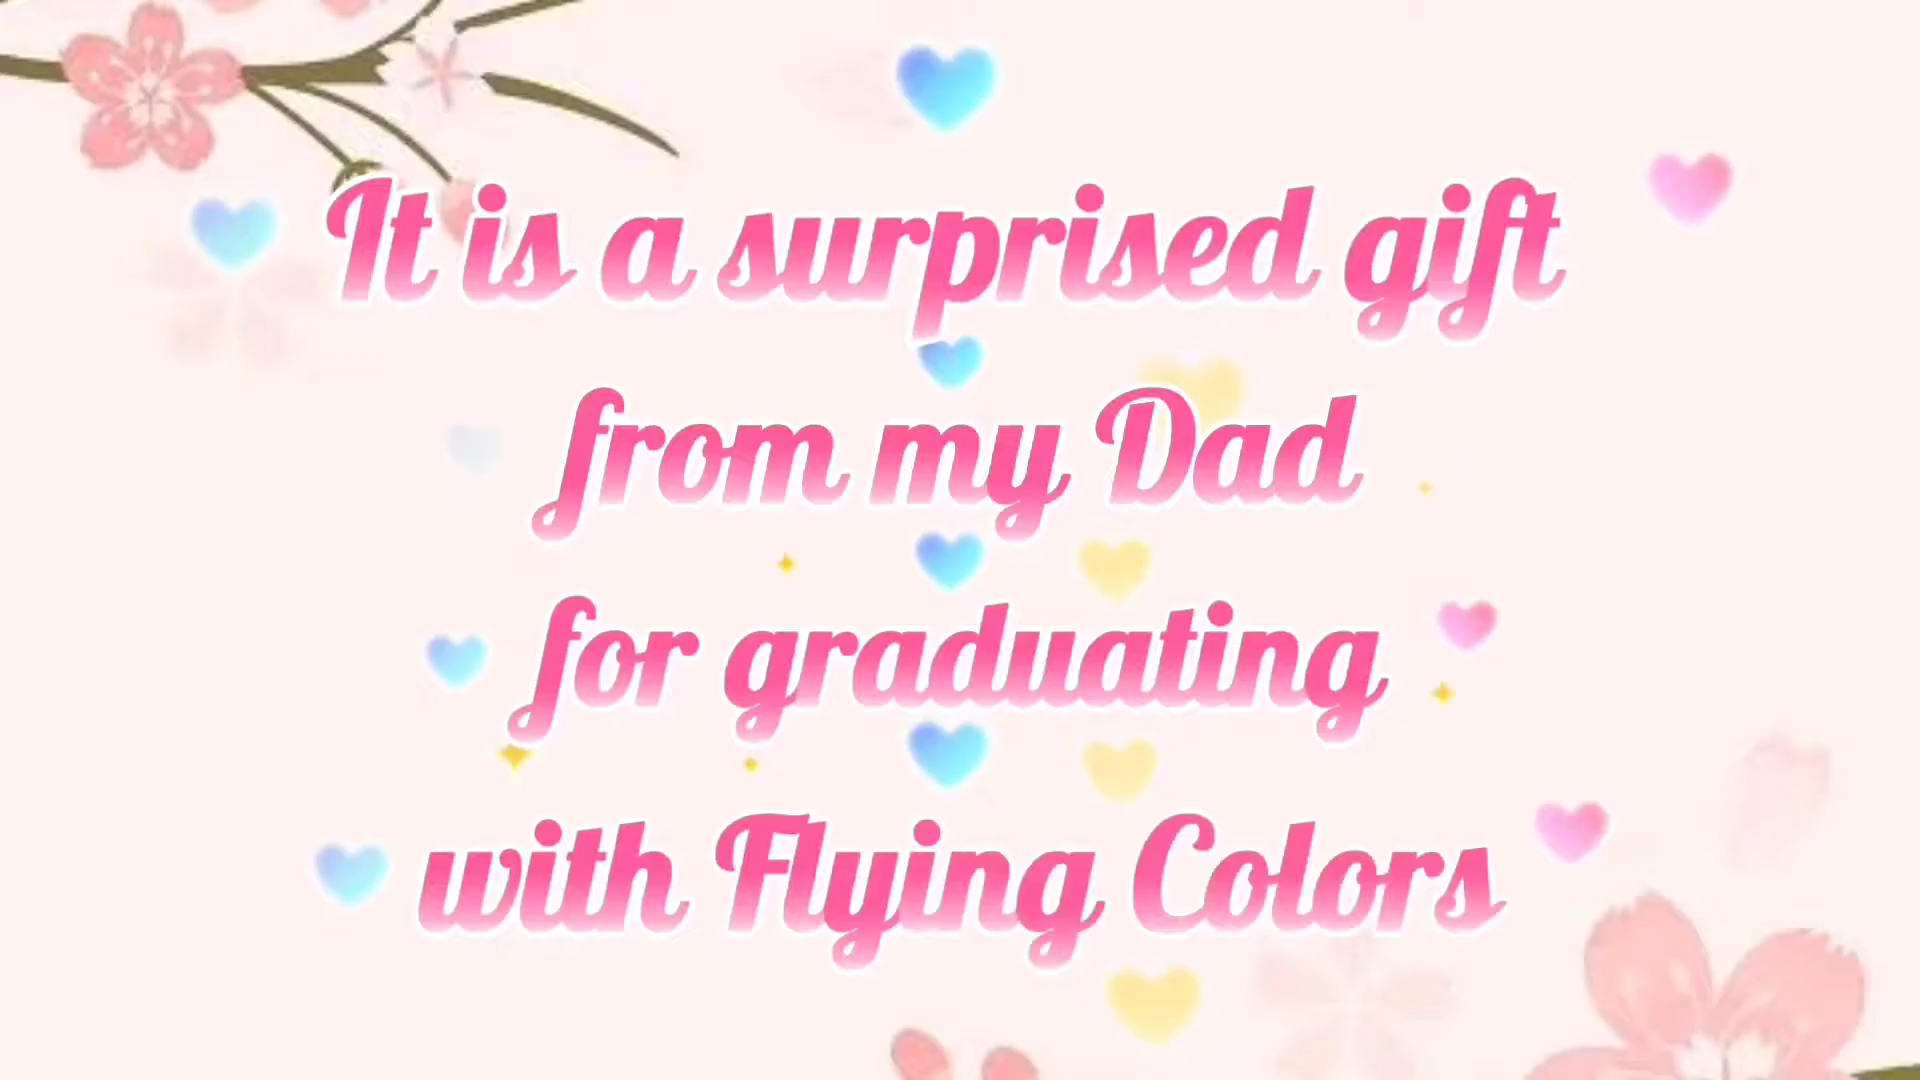 It is a surprised gift
from my Dad
for graduating
with Flying Colors